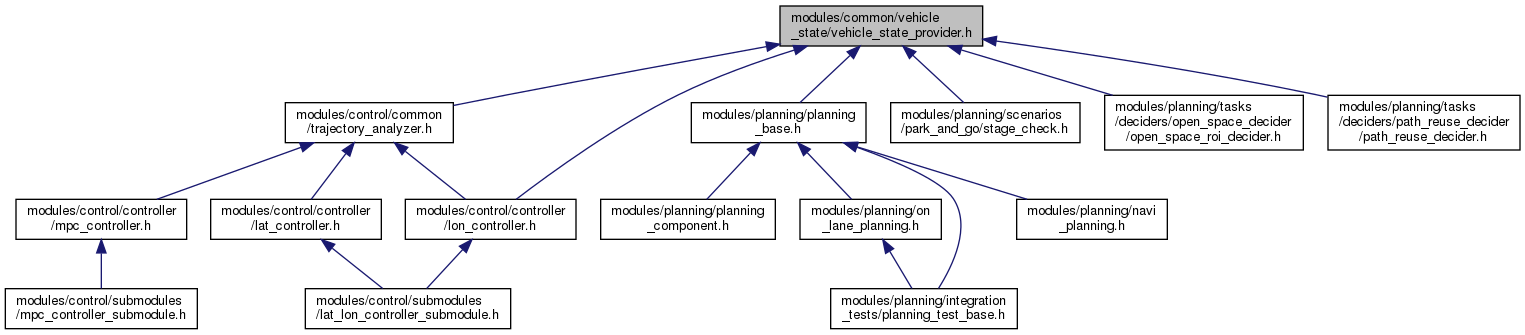 modules/common/vehicle
_state/vehicle_state_provider.h
modules/control/common
/trajectory_analyzer.h
modules/planning/planning
_base.h
modules/planning/scenarios
/park_and_go/stage_check.h
modules/planning/tasks
/deciders/open_space_decider
/open_space_roi_decider.h
modules/planning/tasks
/deciders/path_reuse_decider
/path_reuse_decider.h
modules/control/controller
/mpc_controller.h
modules/control/controller
/lat_controller.h
modules/control/controller
/lon_controller.h
modules/planning/planning
_component.h
modules/planning/on
_lane_planning.h
modules/planning/navi
_planning.h
modules/control/submodules
/mpc_controller_submodule.h
modules/control/submodules
/lat_lon_controller_submodule.h
modules/planning/integration
_tests/planning_test_base.h